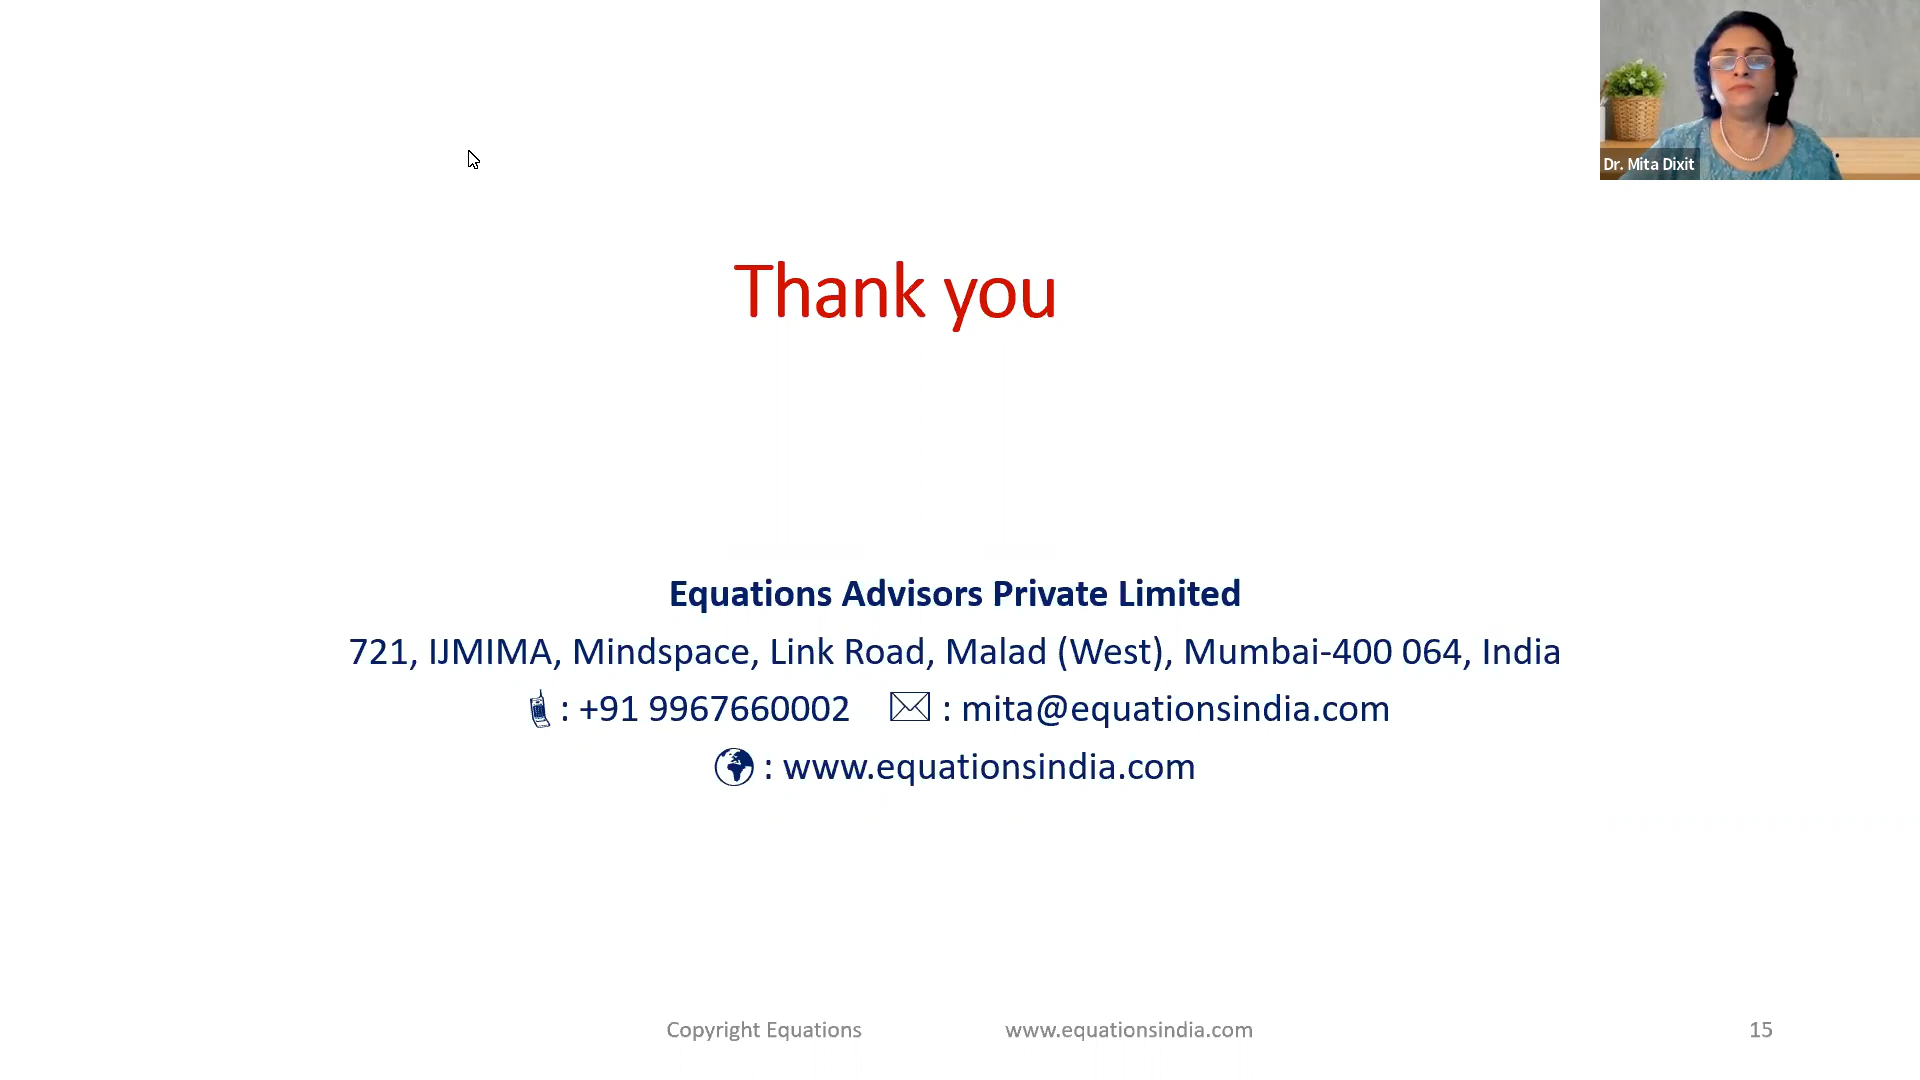 Dr. Mita Dixit
Thank you
Equations Advisors Private Limited
721, IJMIMA, Mindspace, Link Road, Malad (West), Mumbai-400 064, India
: +91 9967660002 : mita@equationsindia.com
: www.equationsindia.com
Copyright Equations www.equationsindia.com 15